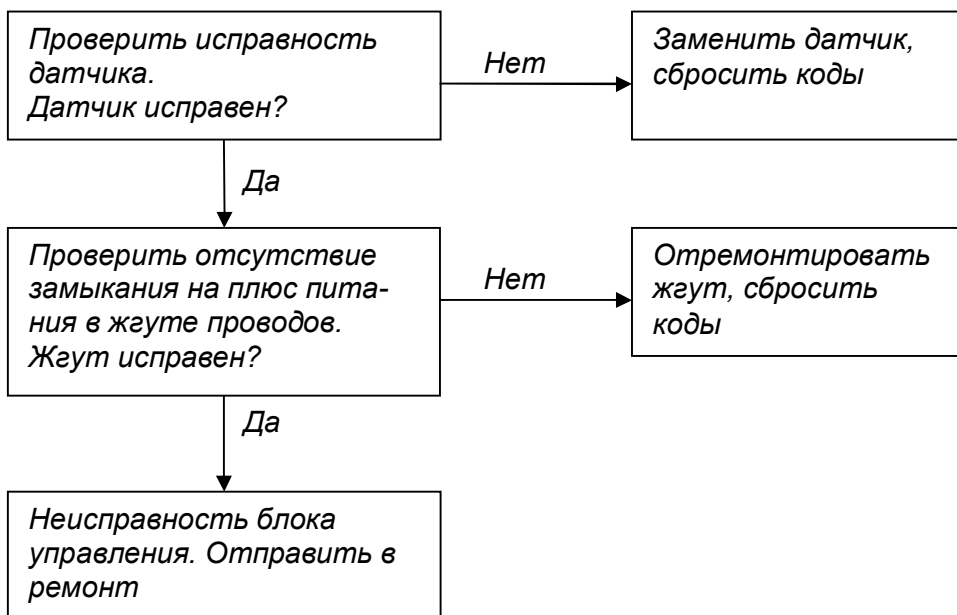 Проверить исправность
датчика.
Датчик исправен?
Нет
Заменить датчик,
сбросить коды
Да
Проверить отсутствие
замыкания на плюс пита-
ния в жгуте проводов.
Жгут исправен?
Нет
Отремонтировать
жгут, сбросить
коды
Да
Неисправность блока
управления. Отправить в
ремонт